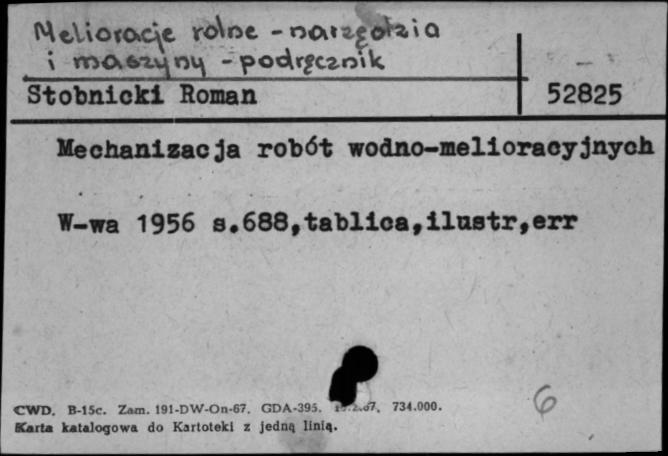 Melioracje rolne - narzędzia
i maszyny - podręcznik
Stobnicki Roman 52825
Mechanizacja robót wodno-melioracyjnych
W-wa 1956 s.688,tablica,ilustr,err
6
CWD. B-15c. Zam. 191-DW-On-67. GDA-395. 734.000.
Karta katalogowa do Kartoteki z jedną linią.